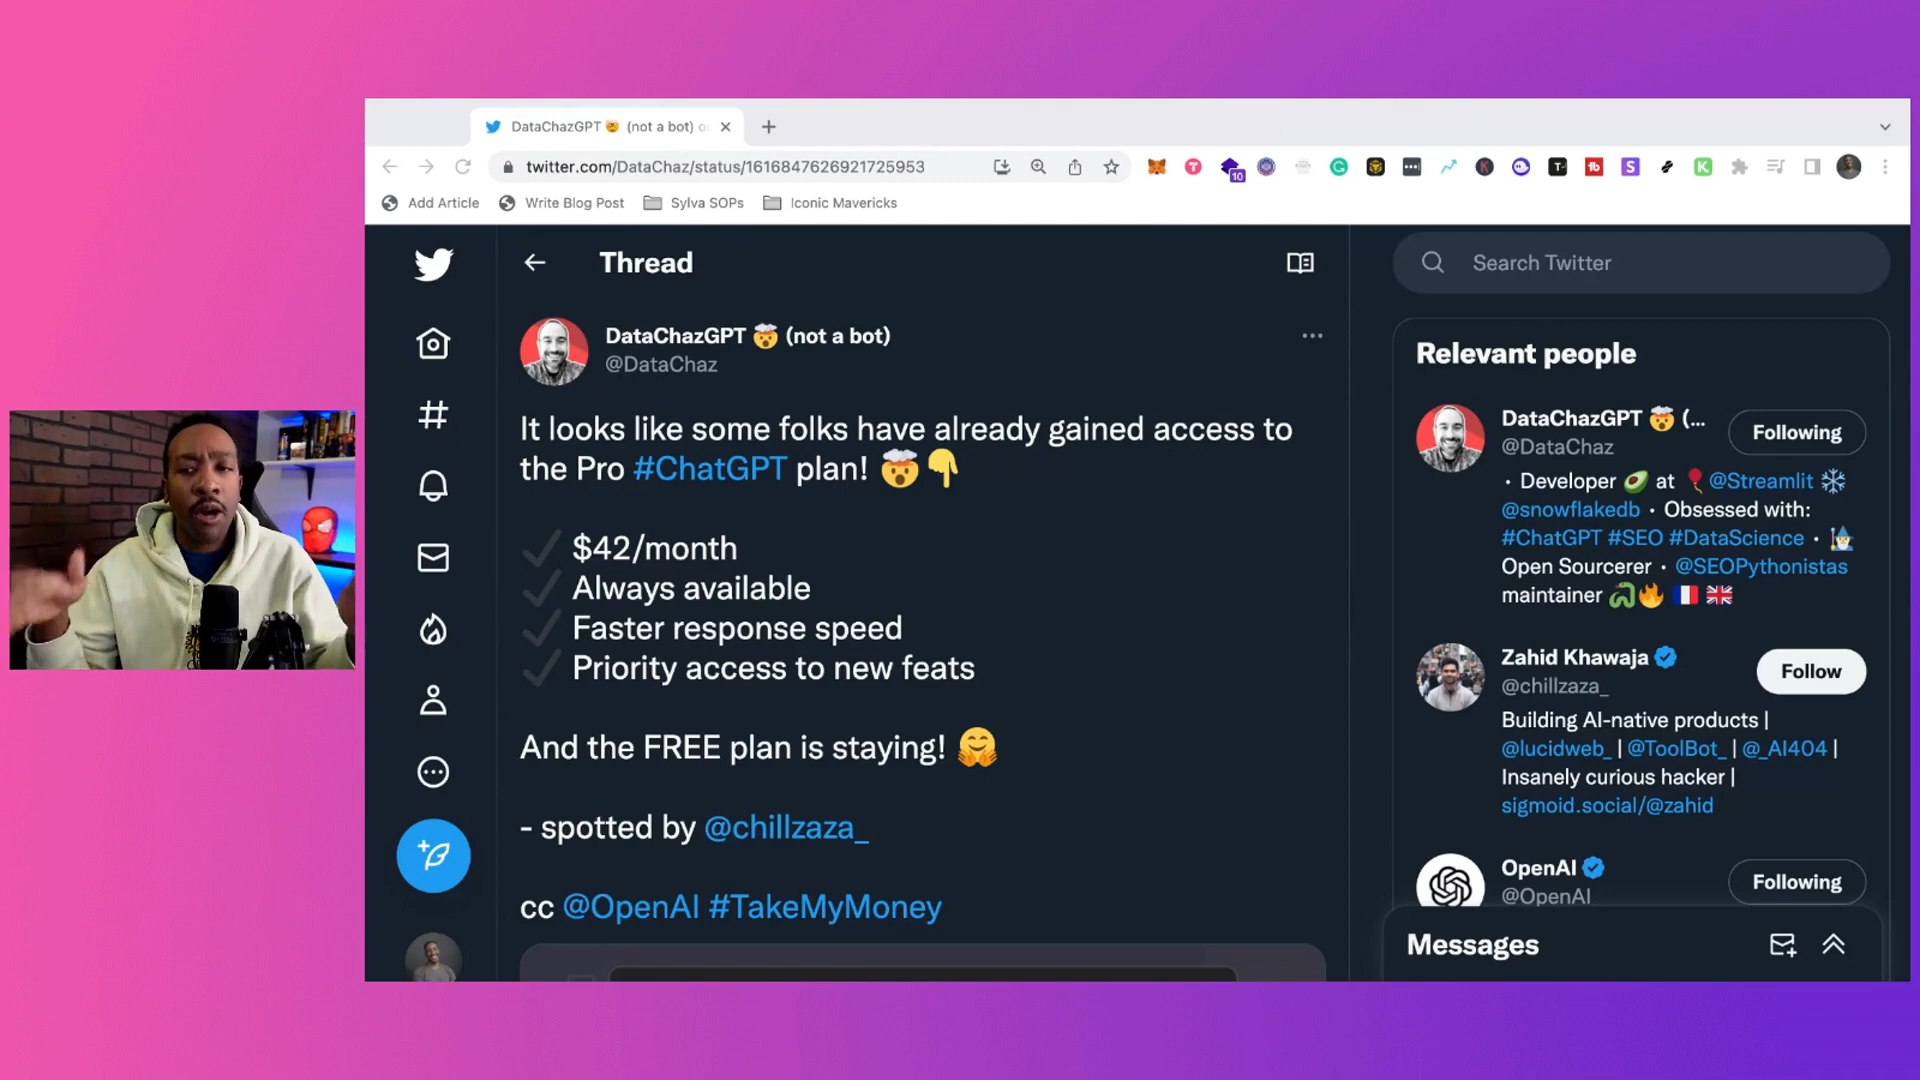 DataChazGPT🤯 (not a bot) o
twitter.com/DataChaz/status/1616847626921725953
10
T
tb
S
K
Add Article
Write Blog Post
Sylva SOPs
Iconic Mavericks
Thread
Search Twitter
DataChazGPT 🤯 (not a bot)
@DataChaz
It looks like some folks have already gained access to
the Pro #ChatGPT plan! 🤯👇
✔️ $42/month
✔️ Always available
✔️ Faster response speed
✔️ Priority access to new feats
And the FREE plan is staying! 🤗
- spotted by @chillzaza_
cc @OpenAI #TakeMyMoney
Relevant people
DataChazGPT 🤯 (...
Following
@DataChaz
• Developer 🥑 at 🎈@Streamlit ❄️
@snowflakedb • Obsessed with:
#ChatGPT #SEO #DataScience • 🧙‍♂️
Open Sourcerer • @SEOPythonistas
maintainer 🐍🔥 🇫🇷 🇬🇧
Zahid Khawaja
Follow
@chillzaza_
Building AI-native products |
@lucidweb_ | @ToolBot_ | @_AI404 |
Insanely curious hacker |
sigmoid.social/@zahid
OpenAI
Following
@OpenAI
Messages